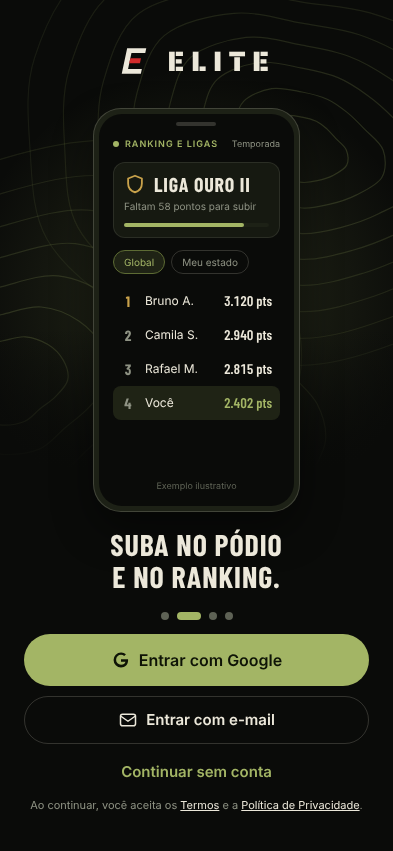 E ELITE
RANKING E LIGAS Temporada
LIGA OURO II
Faltam 58 pontos para subir
Global Meu estado
1 Bruno A. 3.120 pts
2 Camila S. 2.940 pts
3 Rafael M. 2.815 pts
4 Você 2.402 pts
Exemplo ilustrativo
SUBA NO PÓDIO
E NO RANKING.
G Entrar com Google
Entrar com e-mail
Continuar sem conta
Ao continuar, você aceita os Termos e a Política de Privacidade.